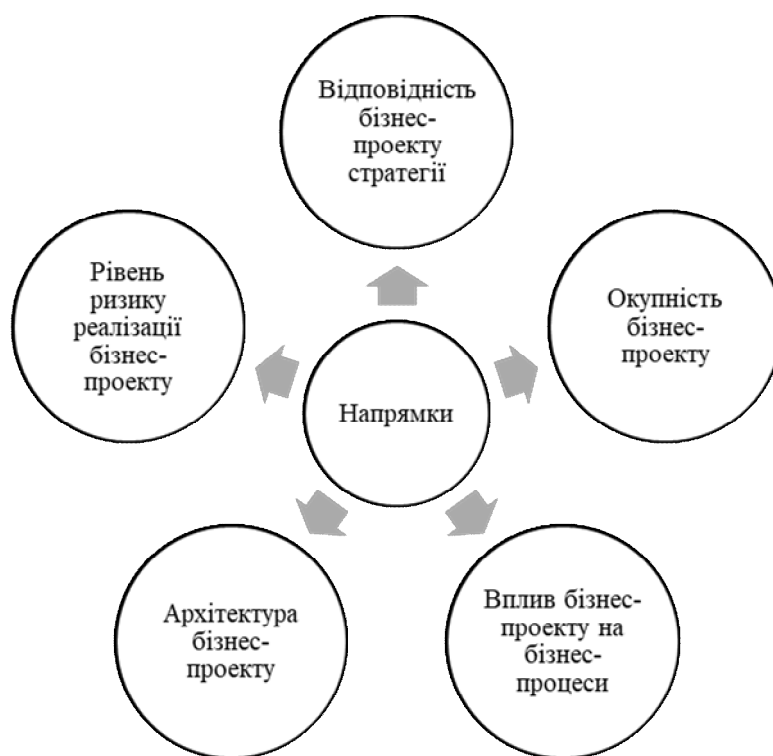 Відповідність
бізнес-
проекту
стратегії
Рівень
ризику
реалізації
бізнес-
проекту
Окупність
бізнес-
проекту
Напрямки
Архітектура
бізнес-
проекту
Вплив бізнес-
проекту на
бізнес-
процеси